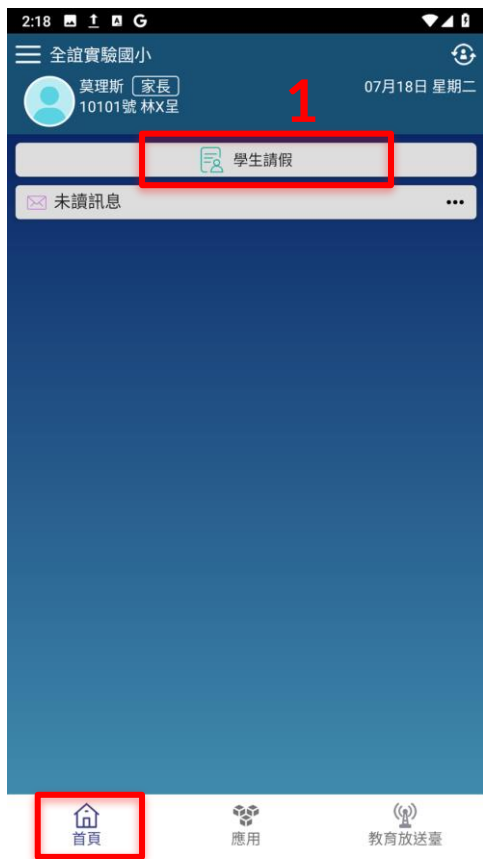 2:18
全誼實驗國小
莫理斯 家長
07月18日 星期二
10101號 林X呈
1
學生請假
未讀訊息
首頁
應用
教育放送臺